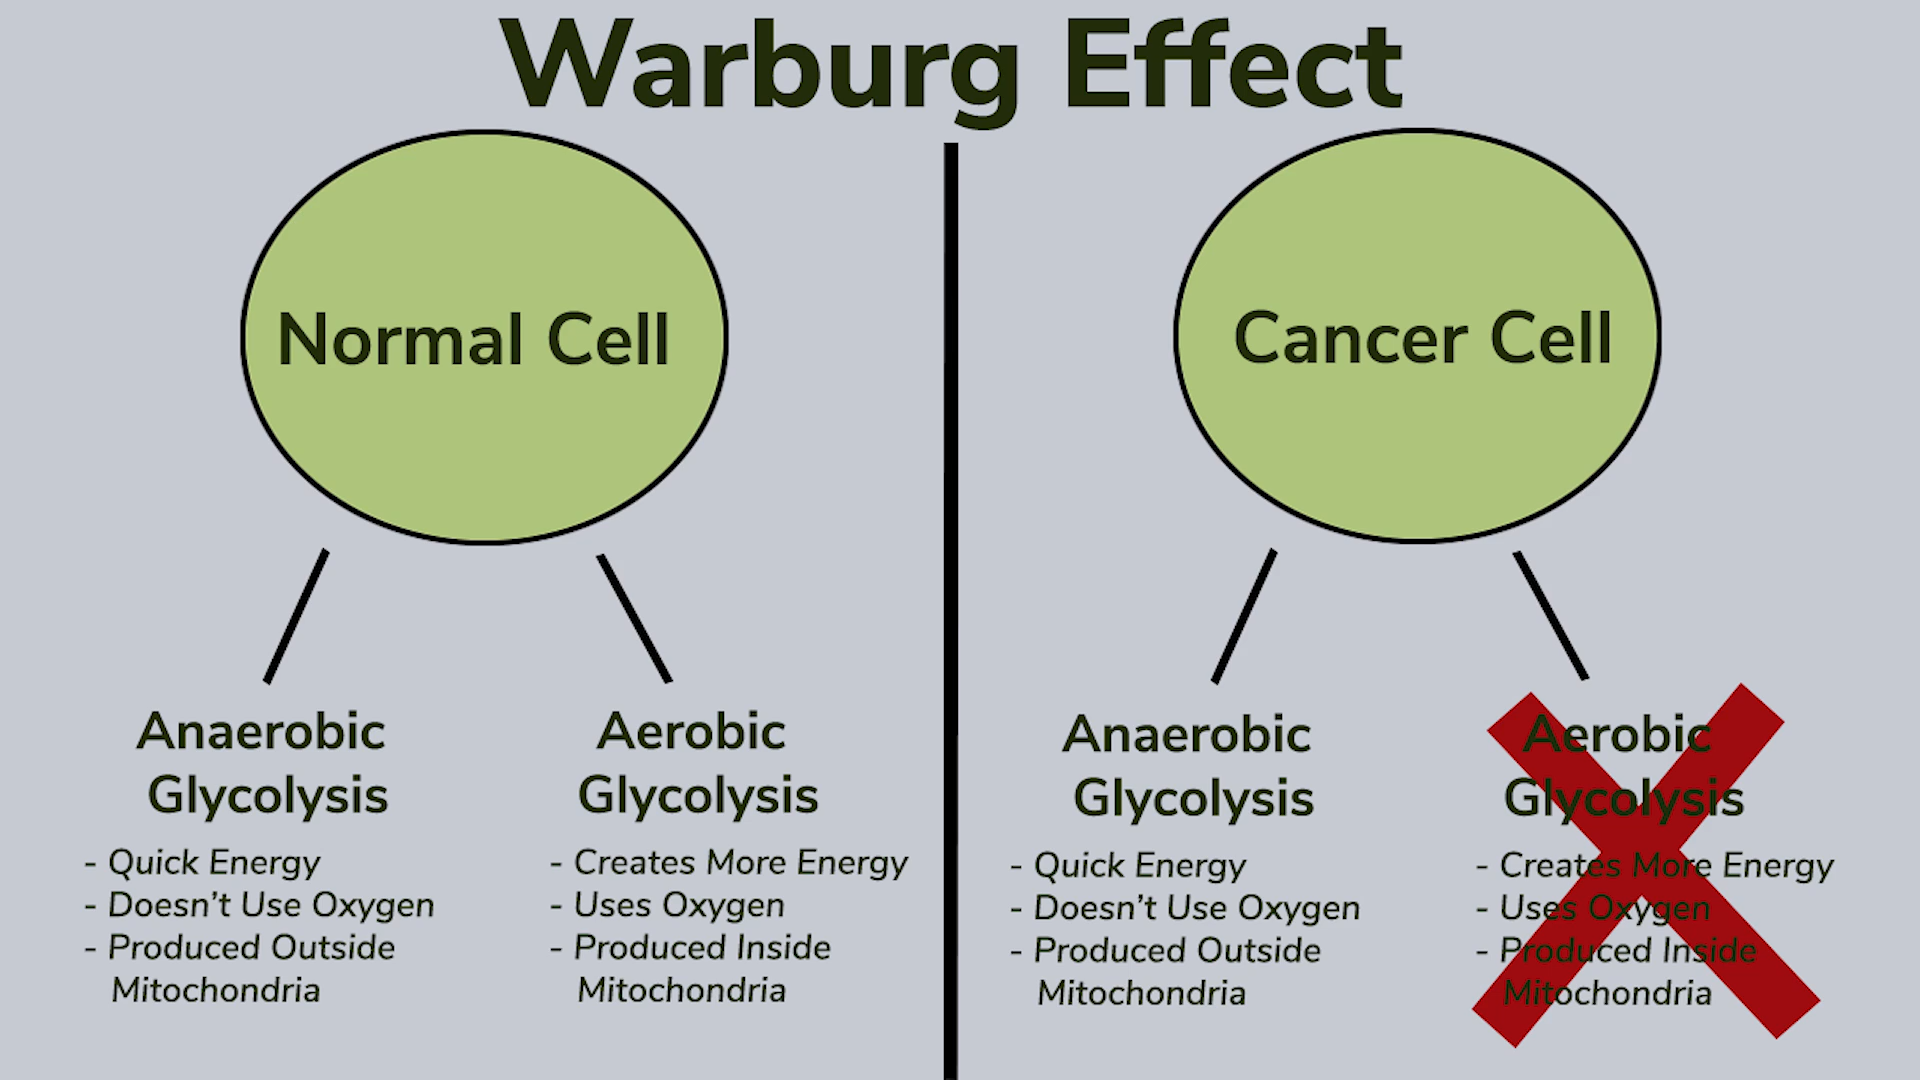 Warburg Effect
Normal Cell
Anaerobic
Glycolysis
- Quick Energy
- Doesn't Use Oxygen
- Produced Outside
Mitochondria
Aerobic
Glycolysis
- Creates More Energy
- Uses Oxygen
- Produced Inside
Mitochondria
Cancer Cell
Anaerobic
Glycolysis
- Quick Energy
- Doesn't Use Oxygen
- Produced Outside
Mitochondria
Aerobic
Glycolysis
- Creates More Energy
- Uses Oxygen
- Produced Inside
Mitochondria